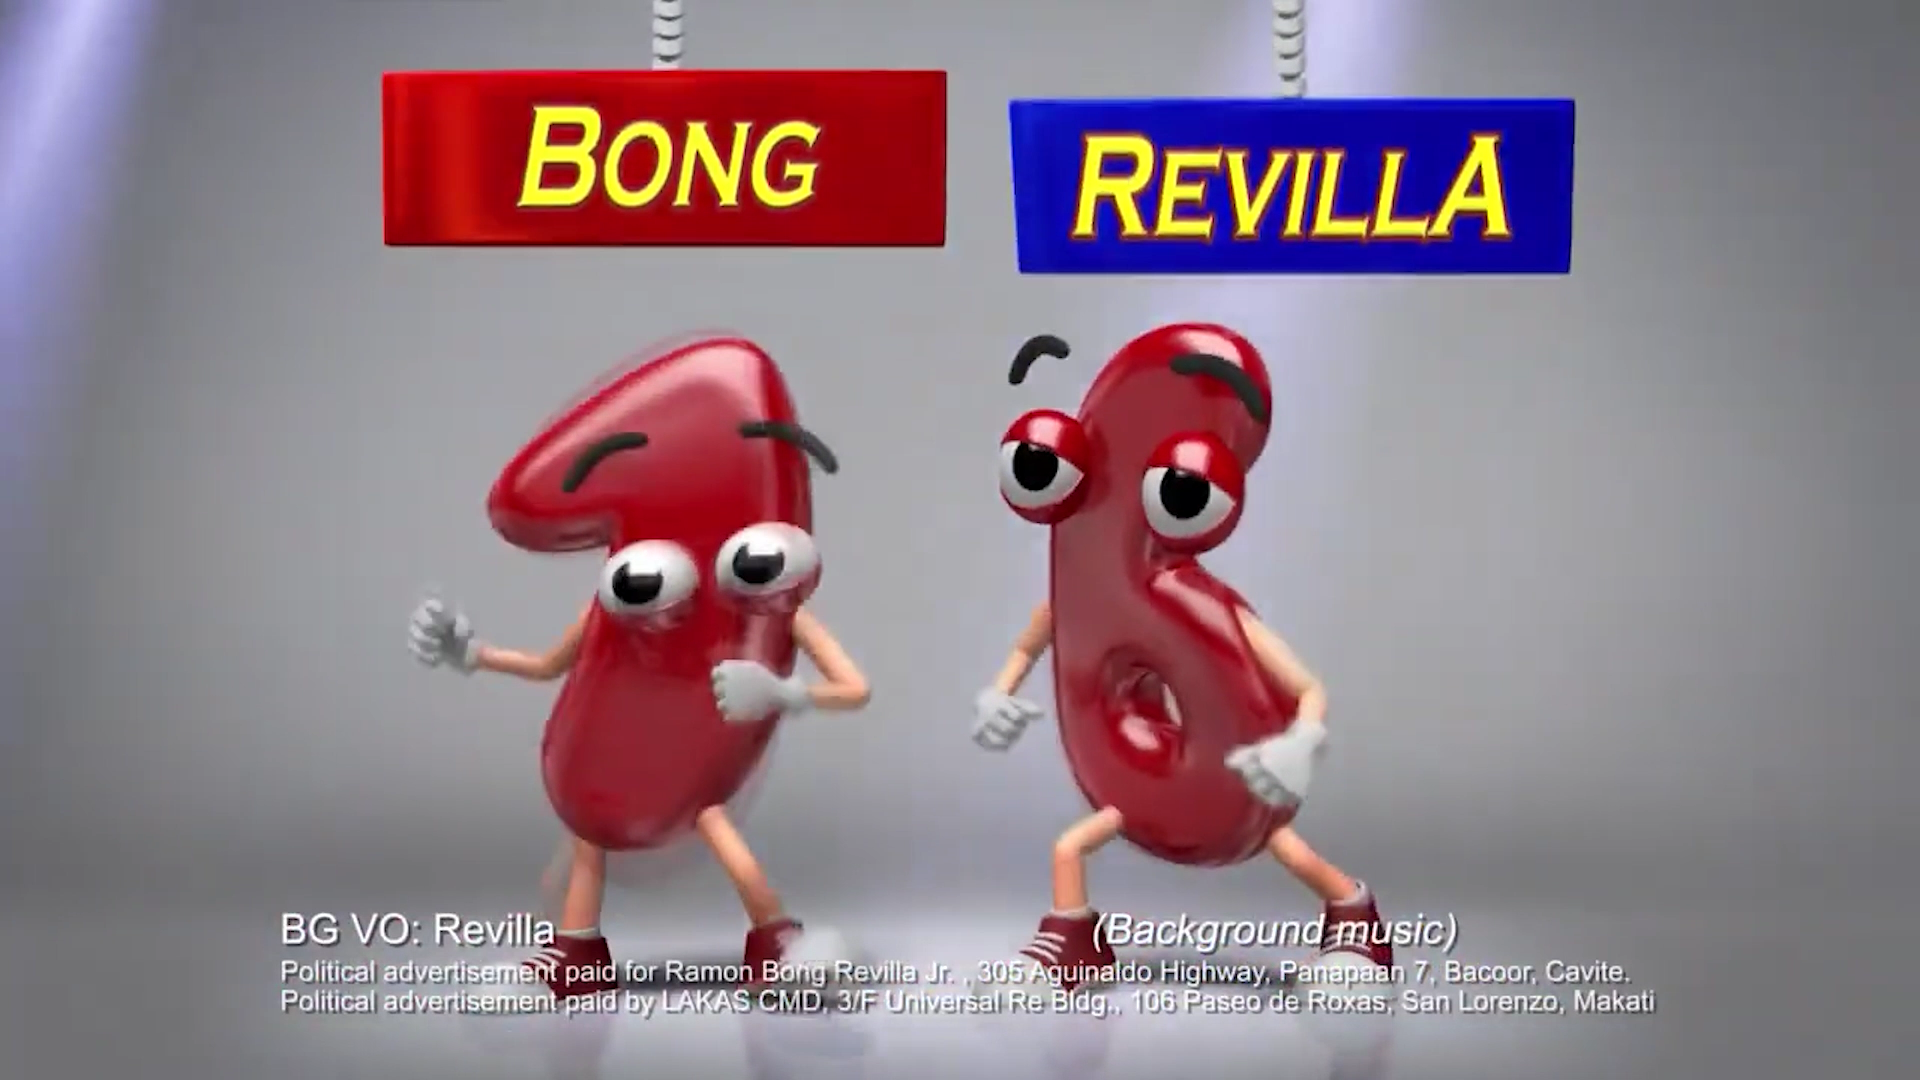 BONG
REVILLA
16
BG VO: Revilla
(Background music)
Political advertisement paid for Ramon Bong Revilla Jr. , 305 Aguinaldo Highway, Panapaan 7, Bacoor, Cavite.
Political advertisement paid by LAKAS CMD, 3/F Universal Re Bldg., 106 Paseo de Roxas, San Lorenzo, Makati